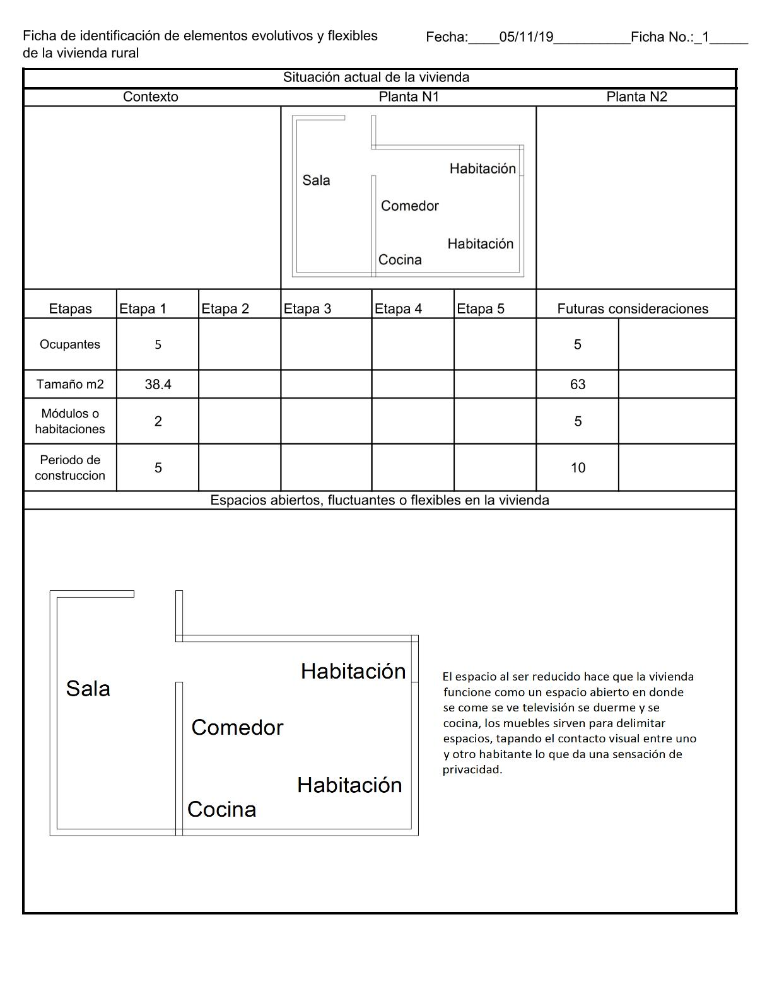 Ficha de identificación de elementos evolutivos y flexibles
de la vivienda rural
Fecha:____05/11/19__________Ficha No.:_1_____
Situación actual de la vivienda
Contexto Planta N1 Planta N2
Habitación
Sala
Comedor
Habitación
Cocina
Etapas Etapa 1 Etapa 2 Etapa 3 Etapa 4 Etapa 5 Futuras consideraciones
Ocupantes 5 5
Tamaño m2 38.4 63
Módulos o
habitaciones 2 5
Periodo de
construccion 5 10
Espacios abiertos, fluctuantes o flexibles en la vivienda
Habitación
Sala
Comedor
Habitación
Cocina
El espacio al ser reducido hace que la vivienda
funcione como un espacio abierto en donde
se come se ve televisión se duerme y se
cocina, los muebles sirven para delimitar
espacios, tapando el contacto visual entre uno
y otro habitante lo que da una sensación de
privacidad.